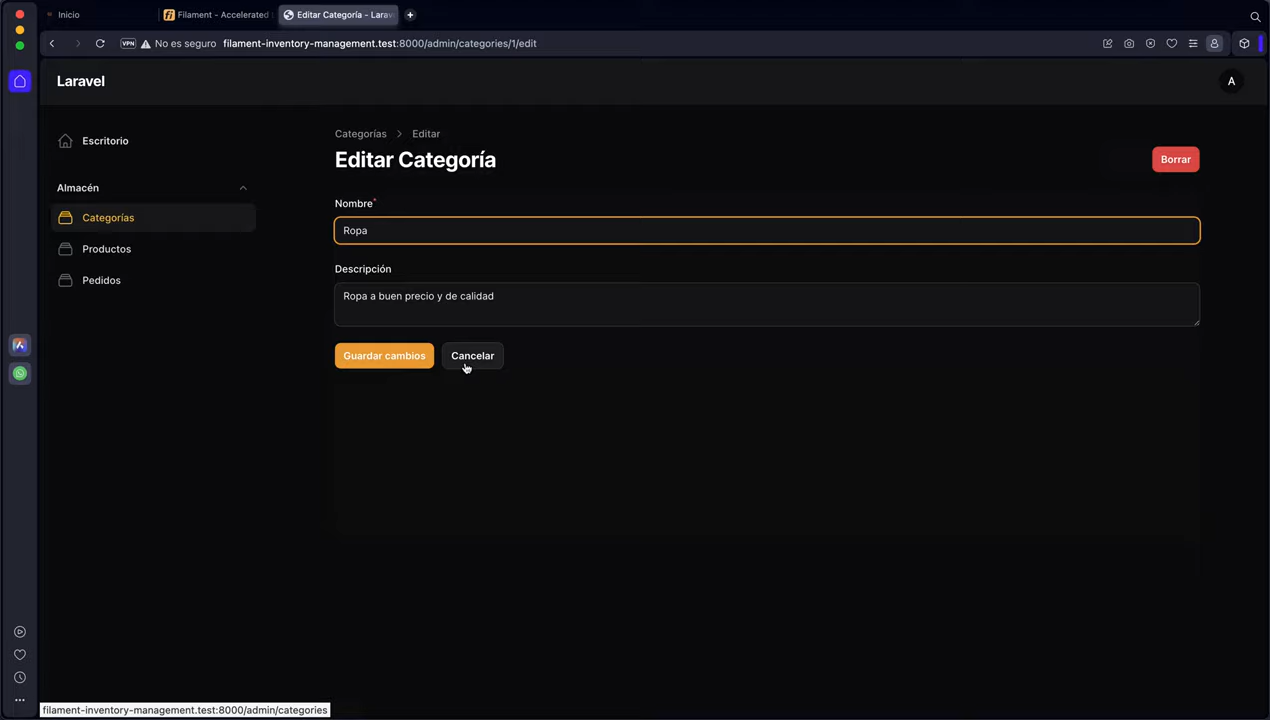 Inicio
Filament - Accelerated
Editar Categoría - Larav
VPN
No es seguro
filament-inventory-management.test:8000/admin/categories/1/edit
Laravel
A
Escritorio
Almacén
Categorías
Productos
Pedidos
Categorías > Editar
Editar Categoría
Borrar
Nombre*
Ropa
Descripción
Ropa a buen precio y de calidad
Guardar cambios
Cancelar
filament-inventory-management.test:8000/admin/categories